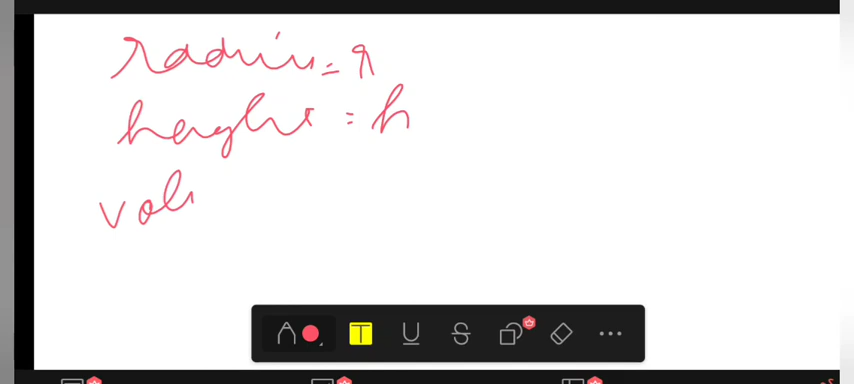 radius = r
height = h
vol